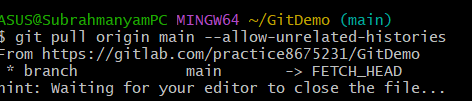 ASUS@SubrahmanyamPC MINGW64 ~/GitDemo (main)
$ git pull origin main --allow-unrelated-histories
From https://gitlab.com/practice8675231/GitDemo
 * branch            main       -> FETCH_HEAD
hint: Waiting for your editor to close the file...